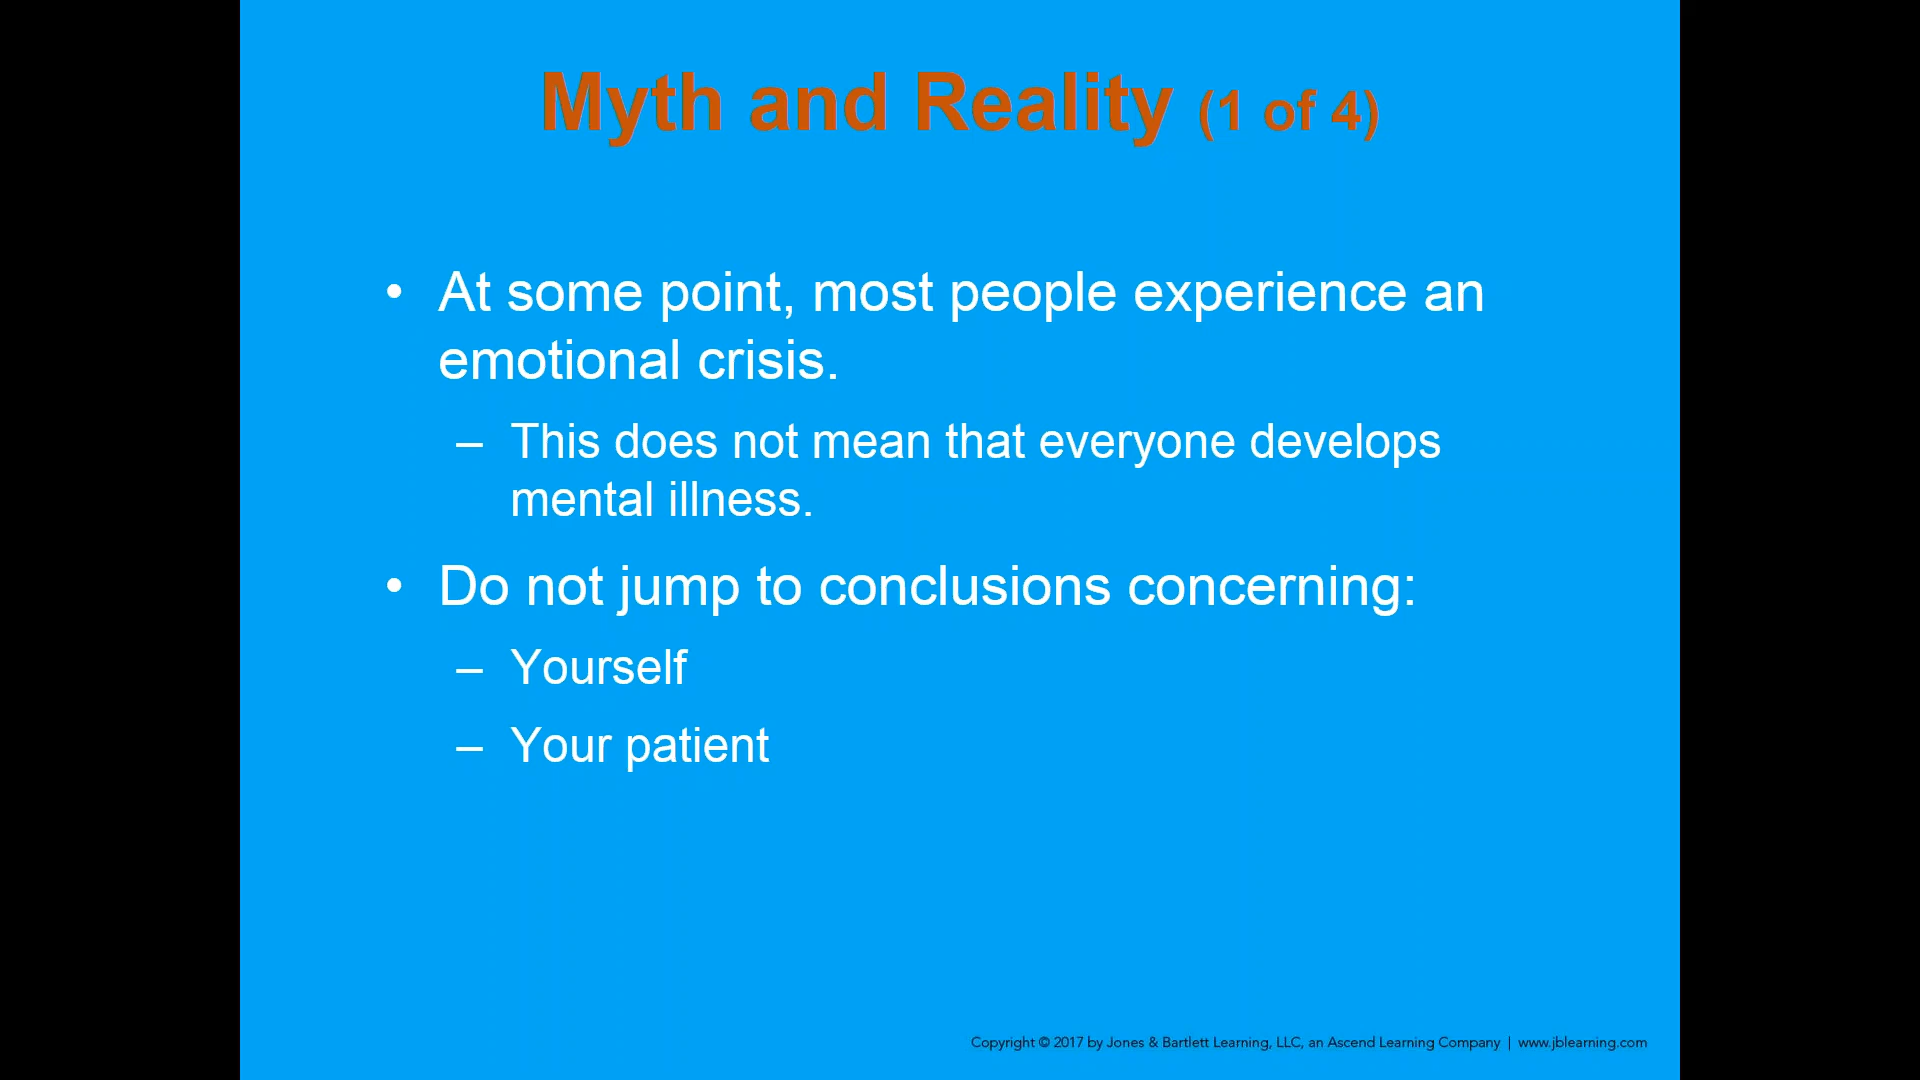 Myth and Reality (1 of 4)
• At some point, most people experience an
emotional crisis.
– This does not mean that everyone develops
mental illness.
• Do not jump to conclusions concerning:
– Yourself
– Your patient
Copyright © 2017 by Jones & Bartlett Learning, LLC, an Ascend Learning Company | www.jblearning.com